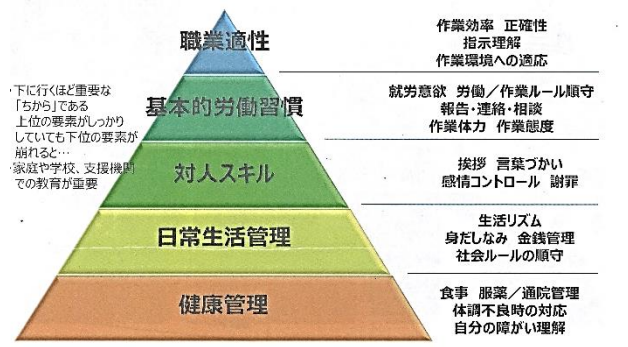 職業適性
作業効率 正確性
指示理解
作業環境への適応
・下に行くほど重要な
「ちから」である
上位の要素がしっかり
していても下位の要素が
崩れると…
・家庭や学校、支援機関
での教育が重要
基本的労働習慣
就労意欲 労働/作業ルール順守
報告・連絡・相談
作業体力 作業態度
対人スキル
挨拶 言葉づかい
感情コントロール 謝罪
日常生活管理
生活リズム
身だしなみ 金銭管理
社会ルールの順守
健康管理
食事 服薬/通院管理
体調不良時の対応
自分の障がい理解